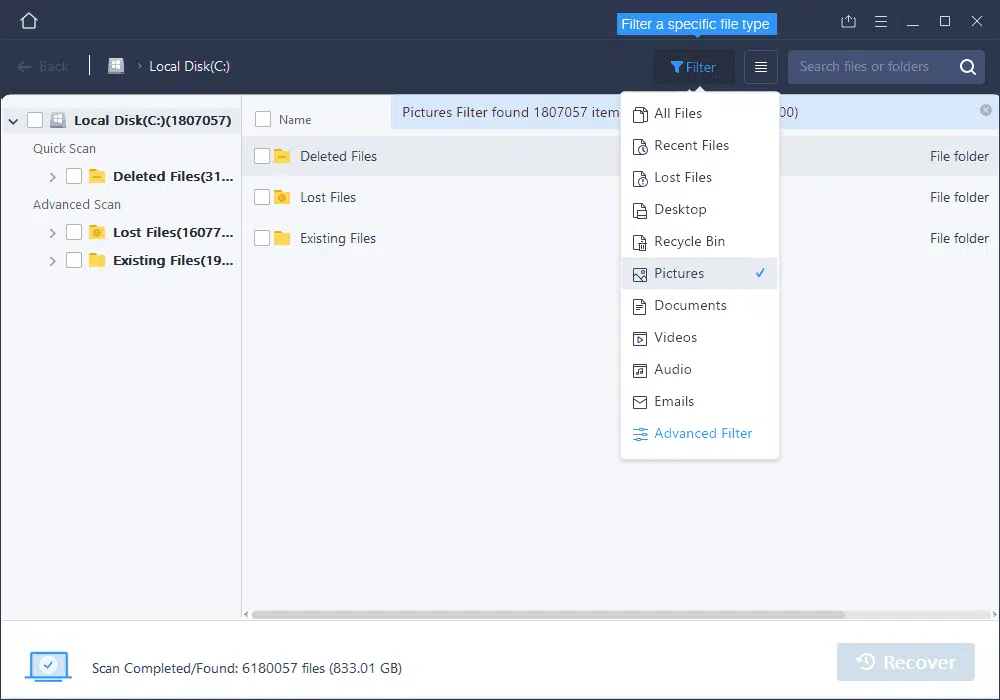 Filter a specific file type
Back
Local Disk(C:)
Filter
Search files or folders
Local Disk(C:)(1807057)
Quick Scan
Deleted Files(31...
Advanced Scan
Lost Files(16077...
Existing Files(19...
Name
Pictures Filter found 1807057 item
00)
Deleted Files
File folder
Lost Files
File folder
Existing Files
File folder
All Files
Recent Files
Lost Files
Desktop
Recycle Bin
Pictures
Documents
Videos
Audio
Emails
Advanced Filter
Scan Completed/Found: 6180057 files (833.01 GB)
Recover